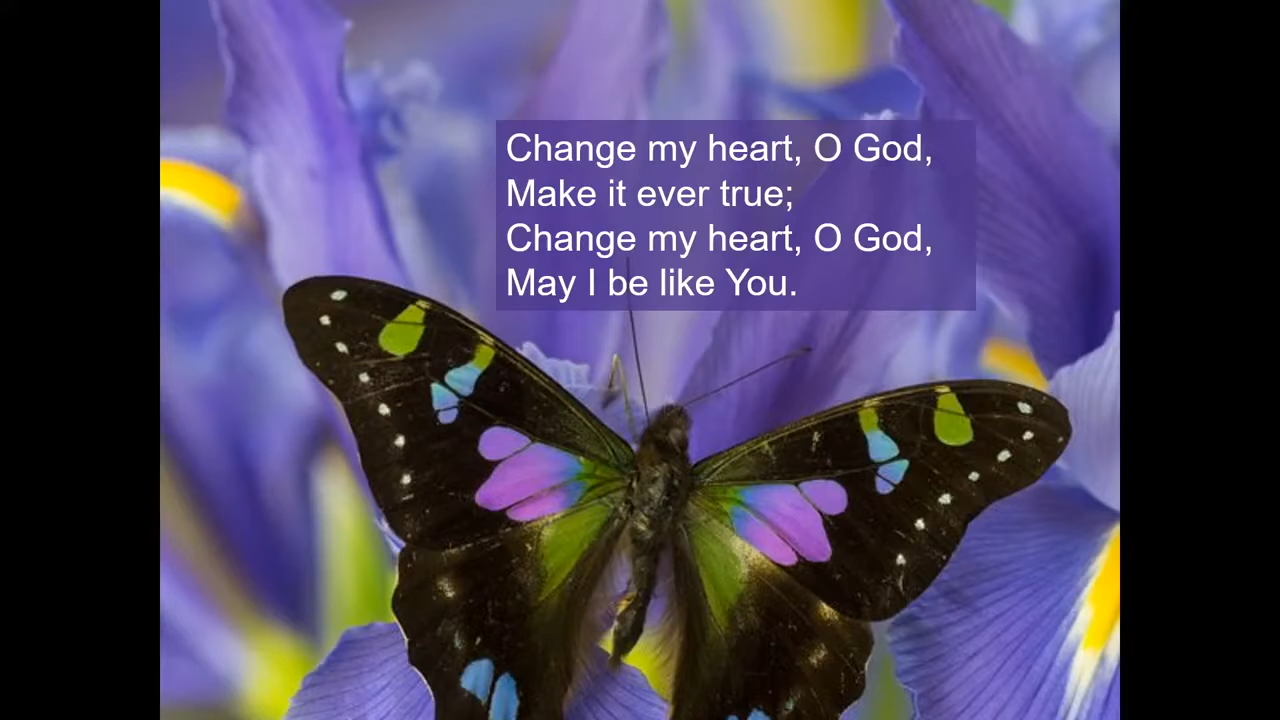 Change my heart, O God,
Make it ever true;
Change my heart, O God,
May I be like You.